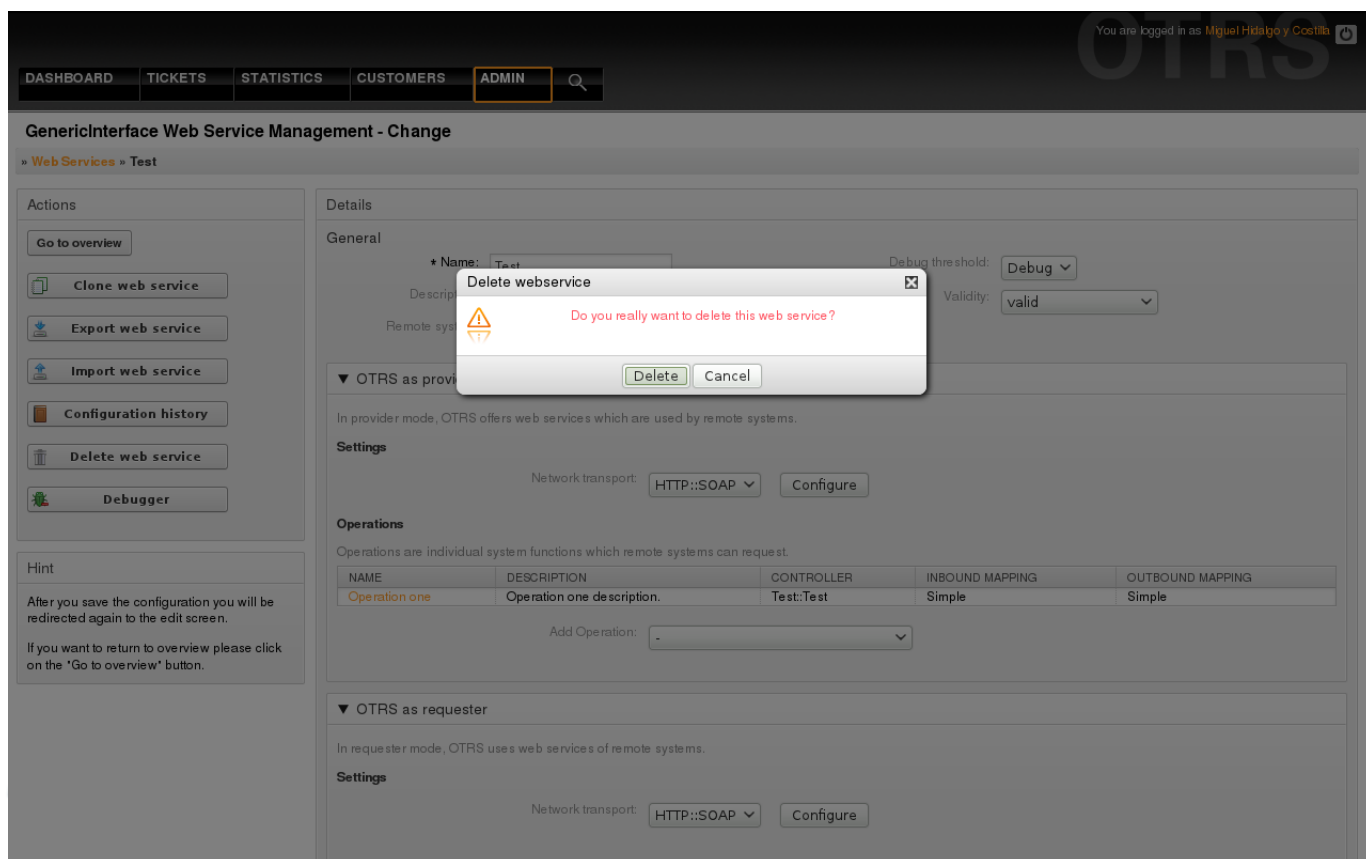 OTRS
You are logged in as Miguel Hidalgo y Costilla
DASHBOARD TICKETS STATISTICS CUSTOMERS ADMIN
GenericInterface Web Service Management - Change
» Web Services » Test
Actions
Go to overview
Clone web service
Export web service
Import web service
Configuration history
Delete web service
Debugger
Hint
After you save the configuration you will be
redirected again to the edit screen.
If you want to return to overview please click
on the "Go to overview" button.
Details
General
* Name: Test
Descrip
Remote syst
Debug threshold: Debug
Validity: valid
Delete webservice
Do you really want to delete this web service?
Delete Cancel
▼ OTRS as provi
In provider mode, OTRS offers web services which are used by remote systems.
Settings
Network transport: HTTP::SOAP Configure
Operations
Operations are individual system functions which remote systems can request.
NAME DESCRIPTION CONTROLLER INBOUND MAPPING OUTBOUND MAPPING
Operation one Operation one description. Test::Test Simple Simple
Add Operation: -
▼ OTRS as requester
In requester mode, OTRS uses web services of remote systems.
Settings
Network transport: HTTP::SOAP Configure